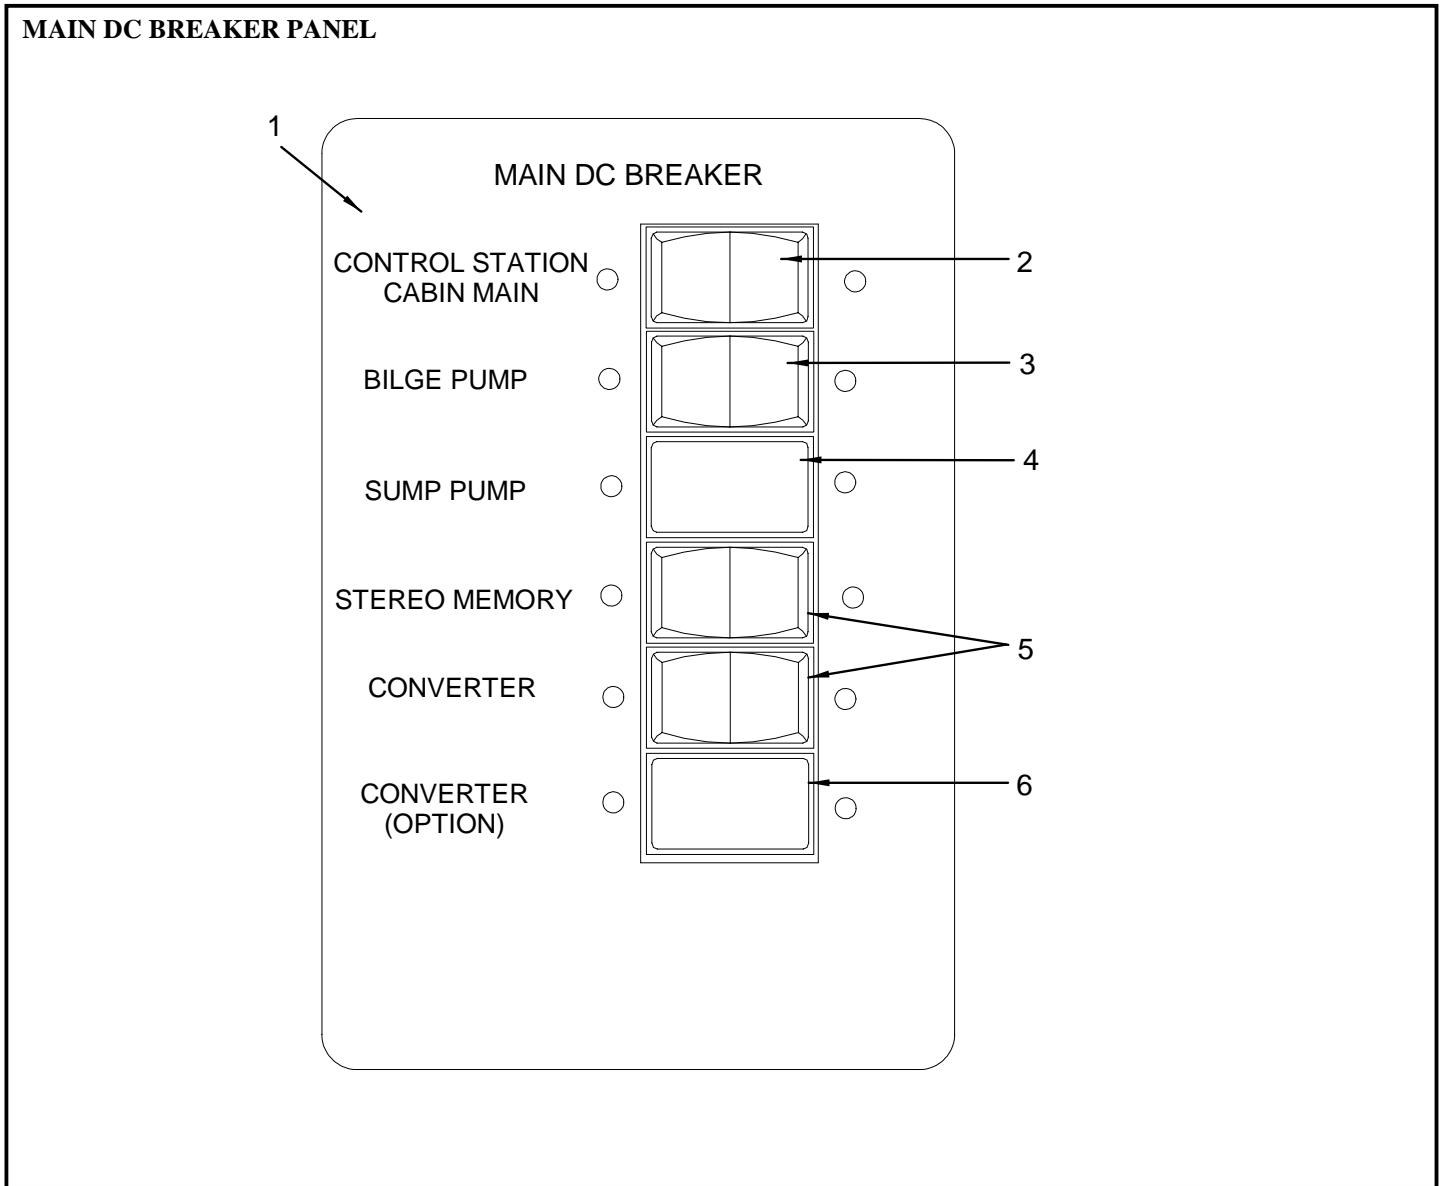 MAIN DC BREAKER PANEL
1
MAIN DC BREAKER
CONTROL STATION
CABIN MAIN
2
BILGE PUMP
3
SUMP PUMP
4
STEREO MEMORY
5
CONVERTER
CONVERTER
(OPTION)
6